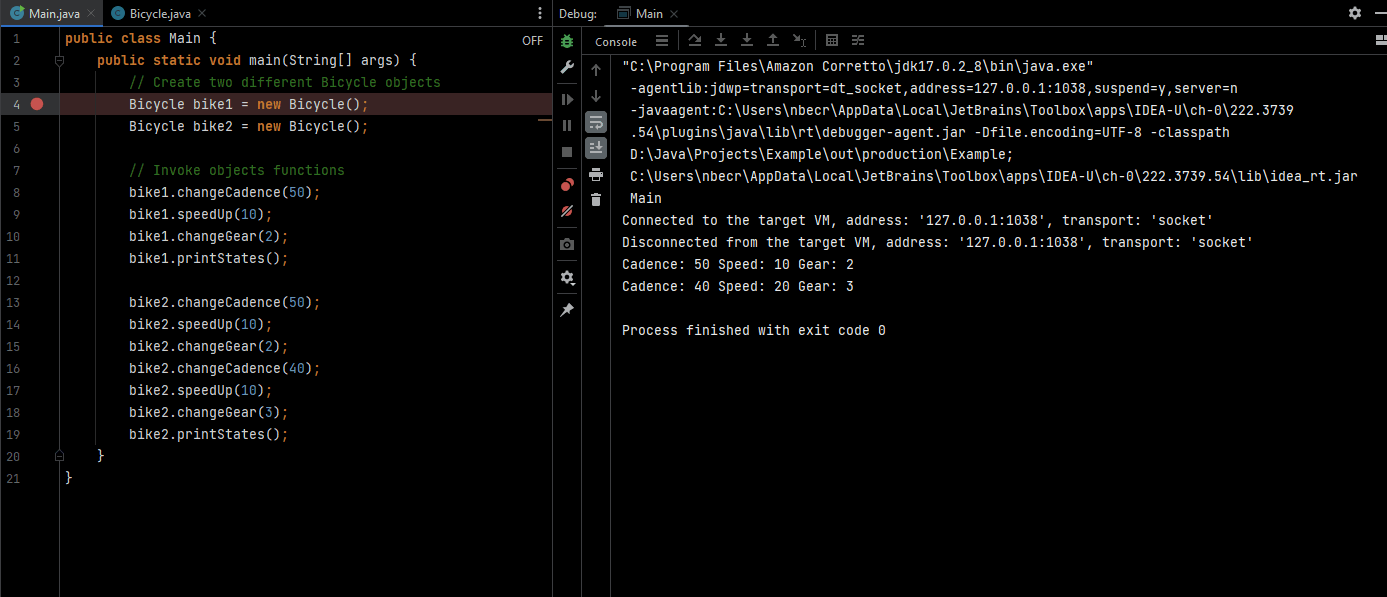 Main.java
Bicycle.java
Debug:
Main
OFF
Console
1 public class Main {
2 public static void main(String[] args) {
3 // Create two different Bicycle objects
4 Bicycle bike1 = new Bicycle();
5 Bicycle bike2 = new Bicycle();
6
7 // Invoke objects functions
8 bike1.changeCadence(50);
9 bike1.speedUp(10);
10 bike1.changeGear(2);
11 bike1.printStates();
12
13 bike2.changeCadence(50);
14 bike2.speedUp(10);
15 bike2.changeGear(2);
16 bike2.changeCadence(40);
17 bike2.speedUp(10);
18 bike2.changeGear(3);
19 bike2.printStates();
20 }
21 }
"C:\Program Files\Amazon Corretto\jdk17.0.2_8\bin\java.exe"
-agentlib:jdwp=transport=dt_socket,address=127.0.0.1:1038,suspend=y,server=n
-javaagent:C:\Users\nbecr\AppData\Local\JetBrains\Toolbox\apps\IDEA-U\ch-0\222.3739
.54\plugins\java\lib\rt\debugger-agent.jar -Dfile.encoding=UTF-8 -classpath
D:\Java\Projects\Example\out\production\Example;
C:\Users\nbecr\AppData\Local\JetBrains\Toolbox\apps\IDEA-U\ch-0\222.3739.54\lib\idea_rt.jar
Main
Connected to the target VM, address: '127.0.0.1:1038', transport: 'socket'
Disconnected from the target VM, address: '127.0.0.1:1038', transport: 'socket'
Cadence: 50 Speed: 10 Gear: 2
Cadence: 40 Speed: 20 Gear: 3
Process finished with exit code 0